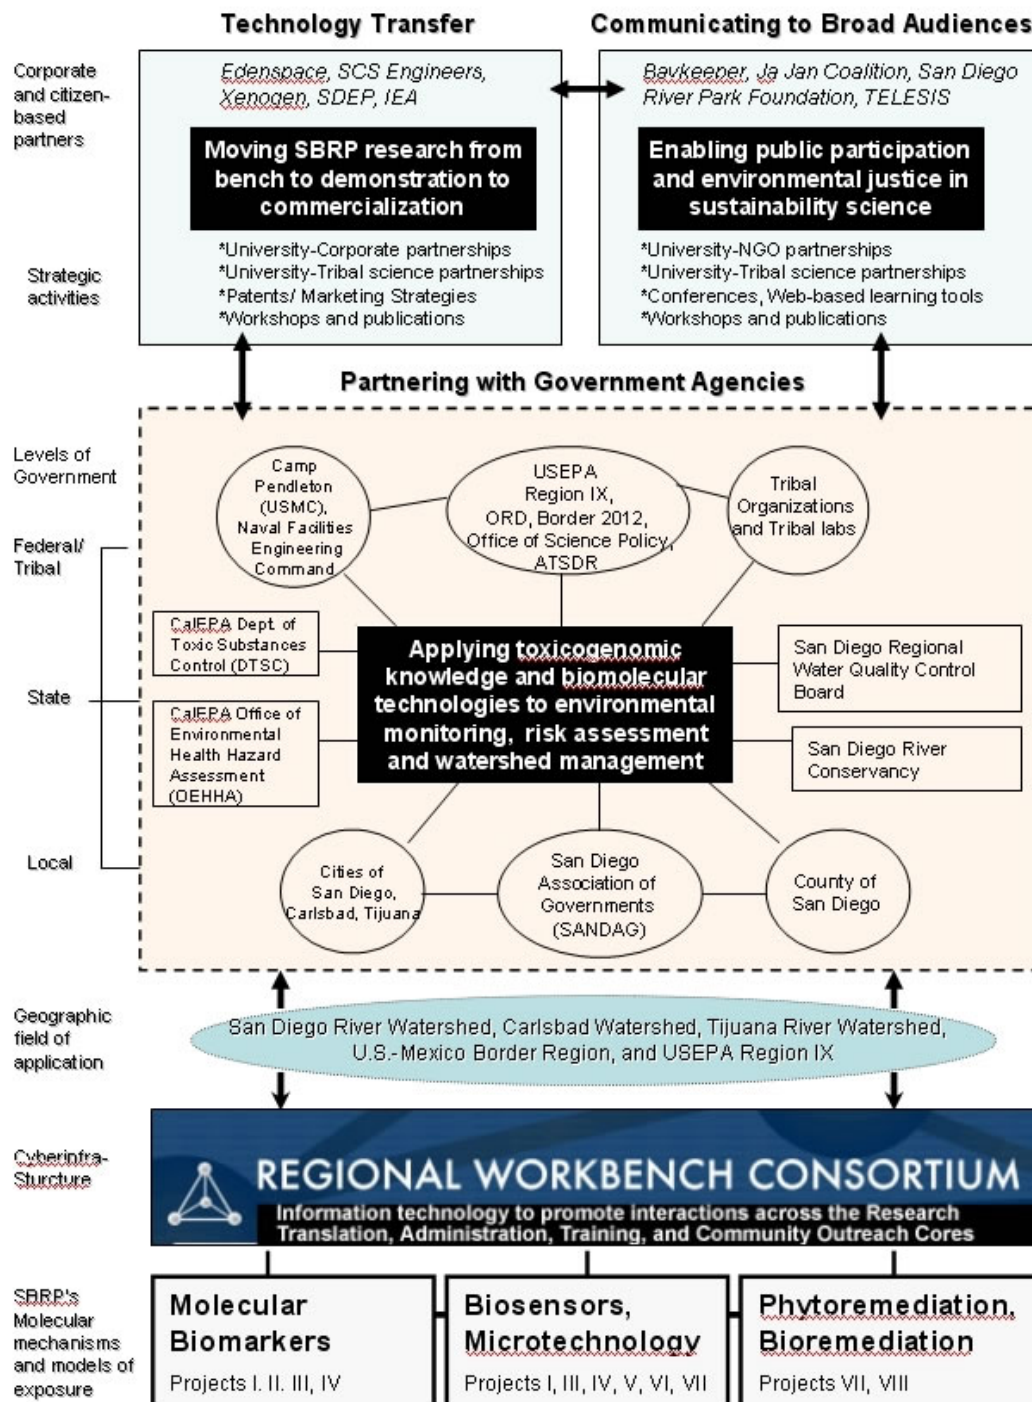 Technology Transfer
Communicating to Broad Audiences
Corporate
and citizen-
based
partners
Edenspace, SCS Engineers,
Xenogen, SDEP, IEA
Moving SBRP research from
bench to demonstration to
commercialization
Bavkeeper, Ja Jan Coalition, San Diego
River Park Foundation, TELESIS
Enabling public participation
and environmental justice in
sustainability science
Strategic
activities
*University-Corporate partnerships
*University-Tribal science partnerships
*Patents/ Marketing Strategies
*Workshops and publications
*University-NGO partnerships
*University-Tribal science partnerships
*Conferences, Web-based learning tools
*Workshops and publications
Partnering with Government Agencies
Levels of
Government
Federal/
Tribal
State
Local
Camp
Pendleton
(USMC),
Naval Facilities
Engineering
Command
USEPA
Region IX,
ORD, Border 2012,
Office of Science Policy,
ATSDR
Tribal
Organizations
and Tribal labs
CalEPA Dept. of
Toxic Substances
Control (DTSC)
CalEPA Office of
Environmental
Health Hazard
Assessment
(OEHHA)
Applying toxicogenomic
knowledge and biomolecular
technologies to environmental
monitoring, risk assessment
and watershed management
San Diego Regional
Water Quality Control
Board
San Diego River
Conservancy
Cities of
San Diego,
Carlsbad, Tijuana
San Diego
Association of
Governments
(SANDAG)
County of
San Diego
Geographic
field of
application
San Diego River Watershed, Carlsbad Watershed, Tijuana River Watershed,
U.S.-Mexico Border Region, and USEPA Region IX
Cyberinfra-
Sturcture
REGIONAL WORKBENCH CONSORTIUM
Information technology to promote interactions across the Research
Translation, Administration, Training, and Community Outreach Cores
SBRP's
Molecular
mechanisms
and models of
exposure
Molecular
Biomarkers
Projects I. II. III, IV
Biosensors,
Microtechnology
Projects I, III, IV, V, VI, VII
Phytoremediation,
Bioremediation
Projects VII, VIII